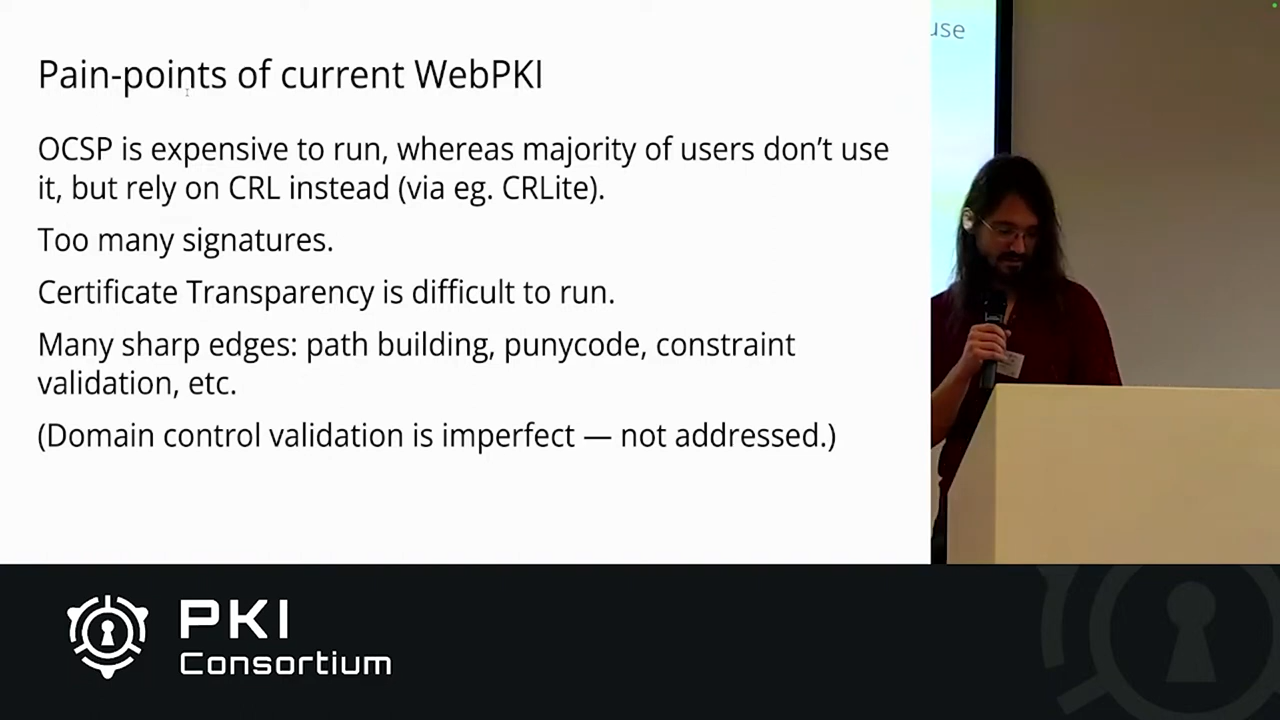 Pain-points of current WebPKI
OCSP is expensive to run, whereas majority of users don’t use
it, but rely on CRL instead (via eg. CRLite).
Too many signatures.
Certificate Transparency is difficult to run.
Many sharp edges: path building, punycode, constraint
validation, etc.
(Domain control validation is imperfect — not addressed.)
use
PKI
Consortium